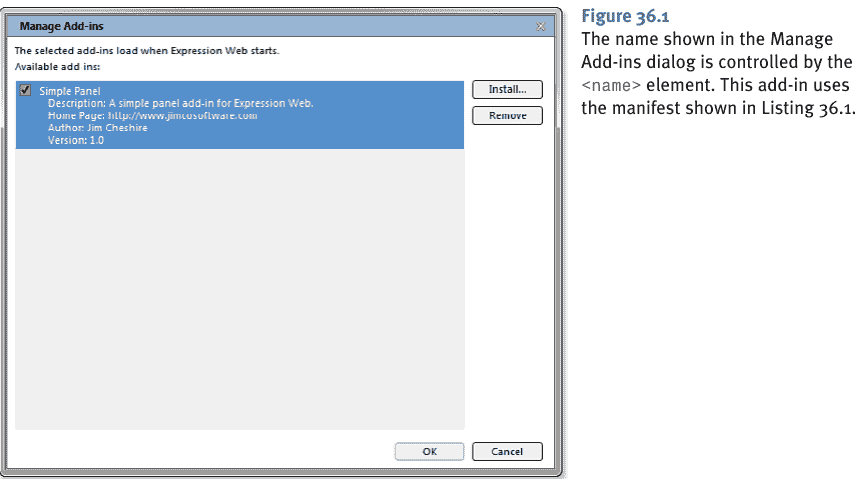 Manage Add-ins
The selected add-ins load when Expression Web starts.
Available add ins:
Simple Panel
Description: A simple panel add-in for Expression Web.
Home Page: http://www.jimcosoftware.com
Author: Jim Cheshire
Version: 1.0
Install...
Remove
OK
Cancel
Figure 36.1
The name shown in the Manage
Add-ins dialog is controlled by the
<name> element. This add-in uses
the manifest shown in Listing 36.1.